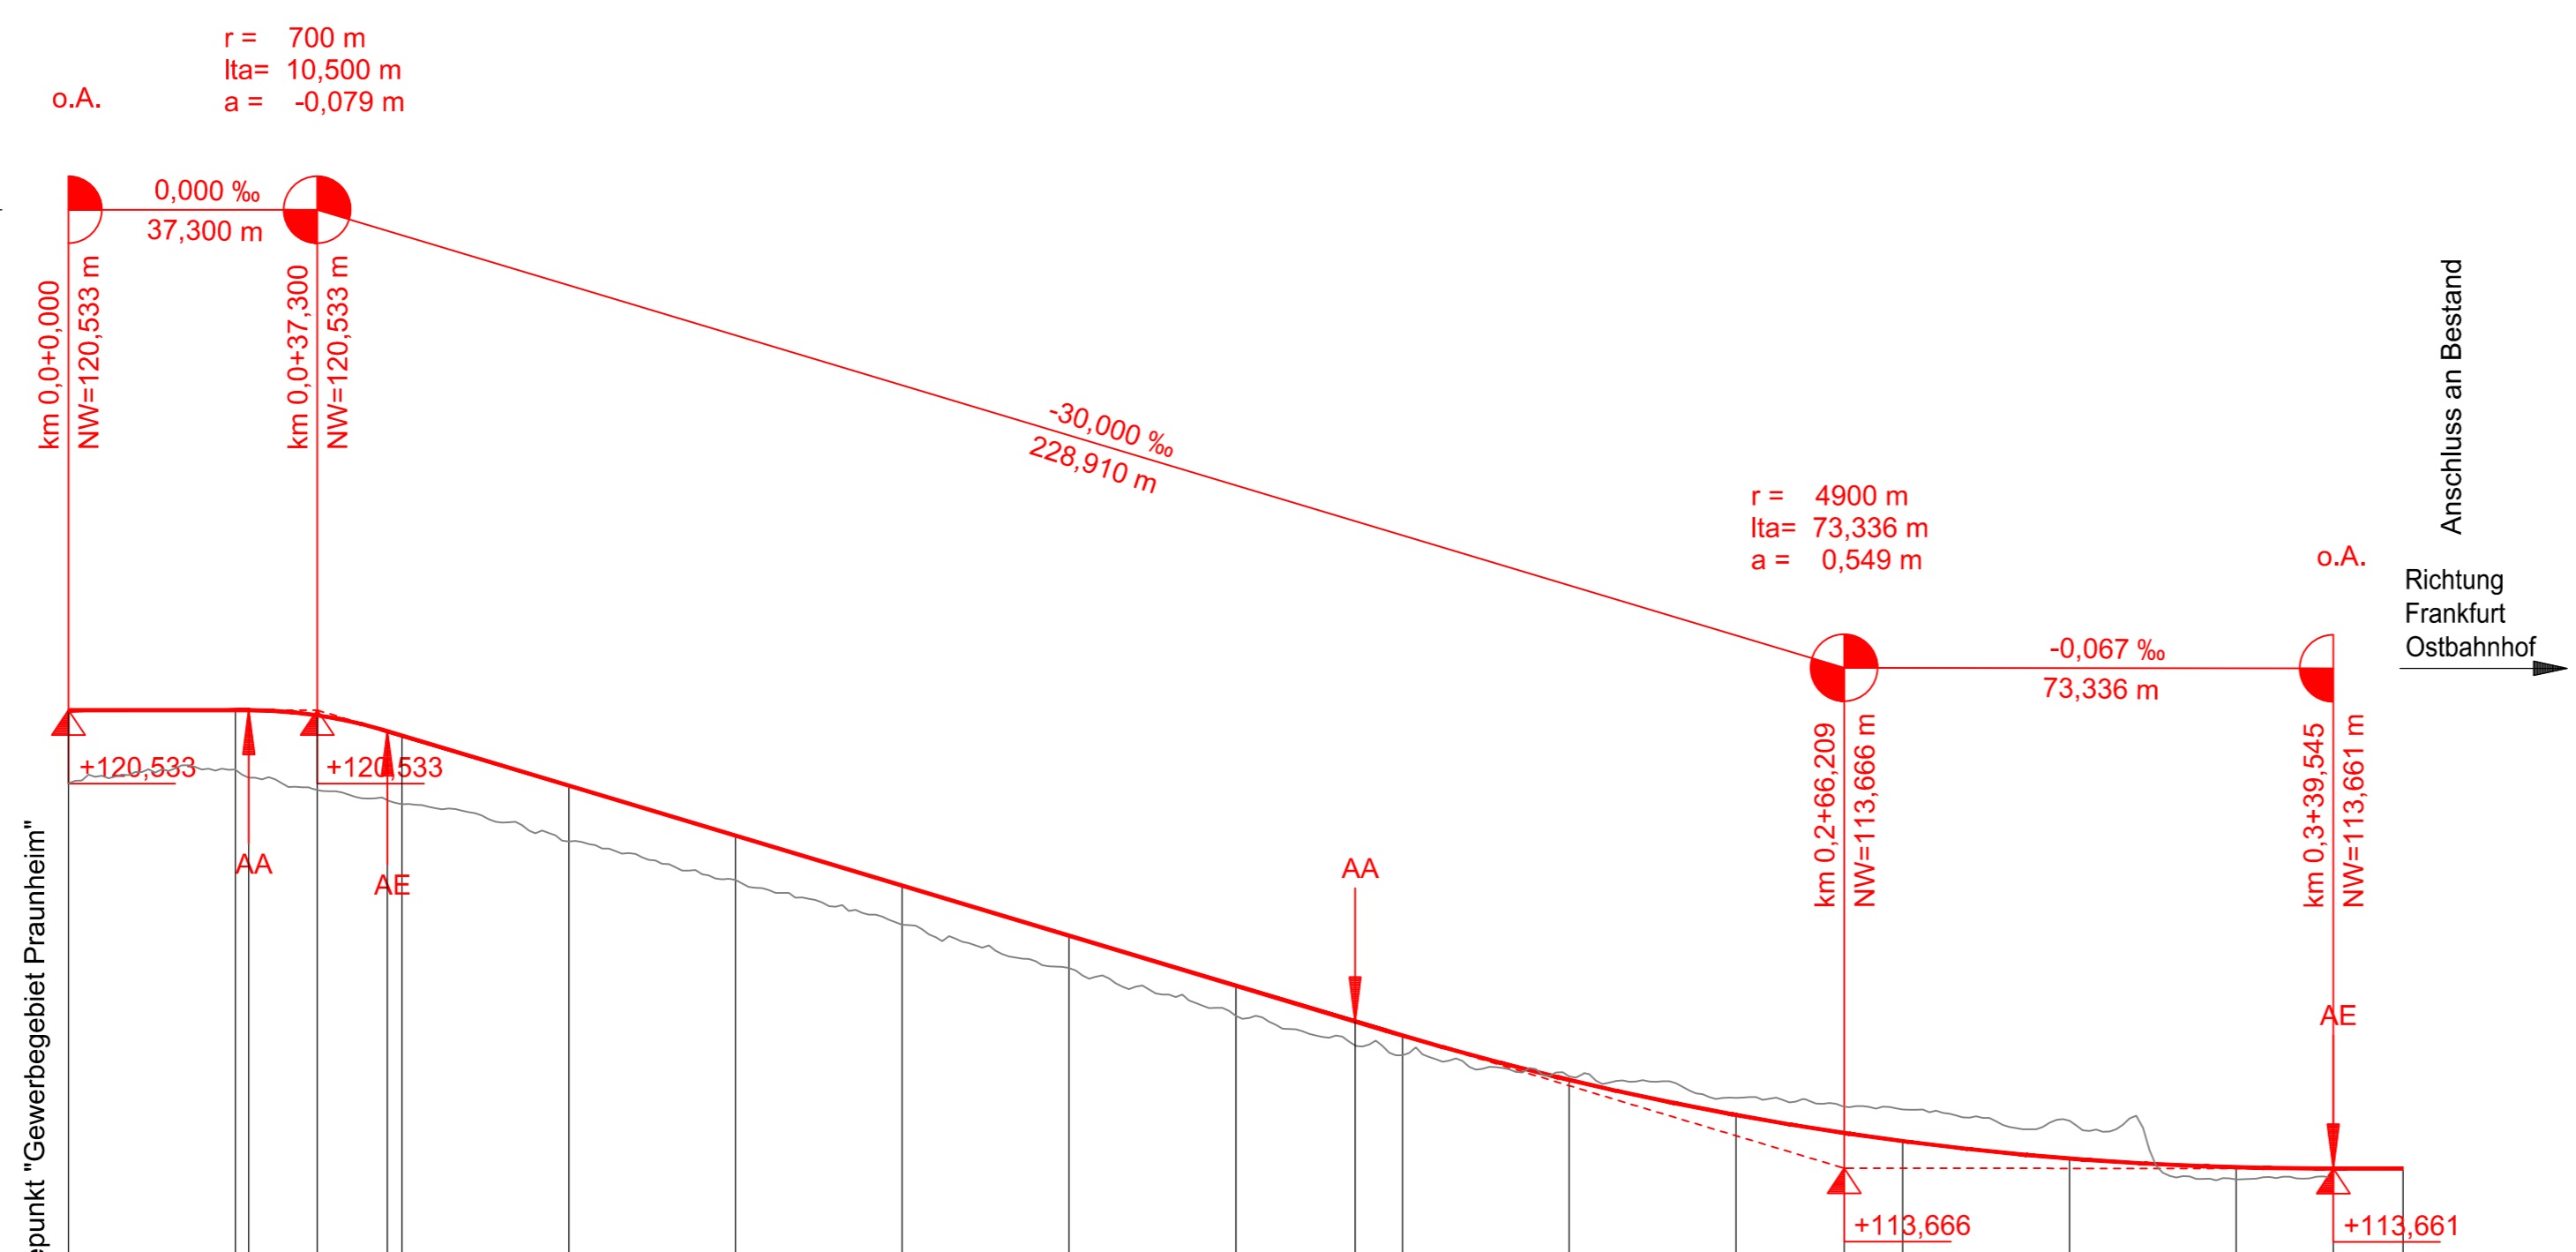 r = 700 m
lta= 10,500 m
a = -0,079 m
o.A.
0,000 ‰
37,300 m
km 0,0+0,000
NW=120,533 m
km 0,0+37,300
NW=120,533 m
-30,000 ‰
228,910 m
r = 4900 m
lta= 73,336 m
a = 0,549 m
o.A.
Anschluss an Bestand
Richtung
Frankfurt
Ostbahnhof
-0,067 ‰
73,336 m
km 0,2+66,209
NW=113,666 m
km 0,3+39,545
NW=113,661 m
+120,533
+120,533
AA
AE
AA
AE
"Gewerbegebiet Praunheim"
+113,666
+113,661